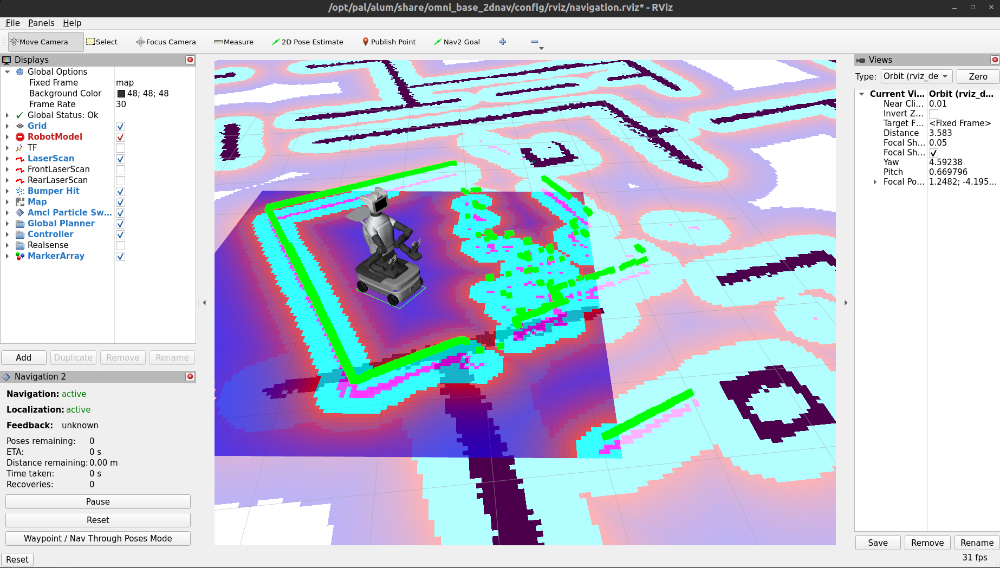 /opt/pal/alum/share/omni_base_2dnav/config/rviz/navigation.rviz* - RViz
File Panels Help
Move Camera Select Focus Camera Measure 2D Pose Estimate Publish Point Nav2 Goal
Displays
Global Options
Fixed Frame map
Background Color 48; 48; 48
Frame Rate 30
Global Status: Ok
Grid
RobotModel
TF
LaserScan
FrontLaserScan
RearLaserScan
Bumper Hit
Map
Amcl Particle Sw...
Global Planner
Controller
Realsense
MarkerArray
Add Duplicate Remove Rename
Navigation 2
Navigation: active
Localization: active
Feedback: unknown
Poses remaining: 0
ETA: 0 s
Distance remaining: 0.00 m
Time taken: 0 s
Recoveries: 0
Pause
Reset
Waypoint / Nav Through Poses Mode
Reset
Views
Type: Orbit (rviz_de Zero
Current Vi... Orbit (rviz_d...
Near Cli... 0.01
Invert Z...
Target F... <Fixed Frame>
Distance 3.583
Focal Sh... 0.05
Focal Sh...
Yaw 4.59238
Pitch 0.669796
Focal Po... 1.2482; -4.195...
Save Remove Rename
31 fps